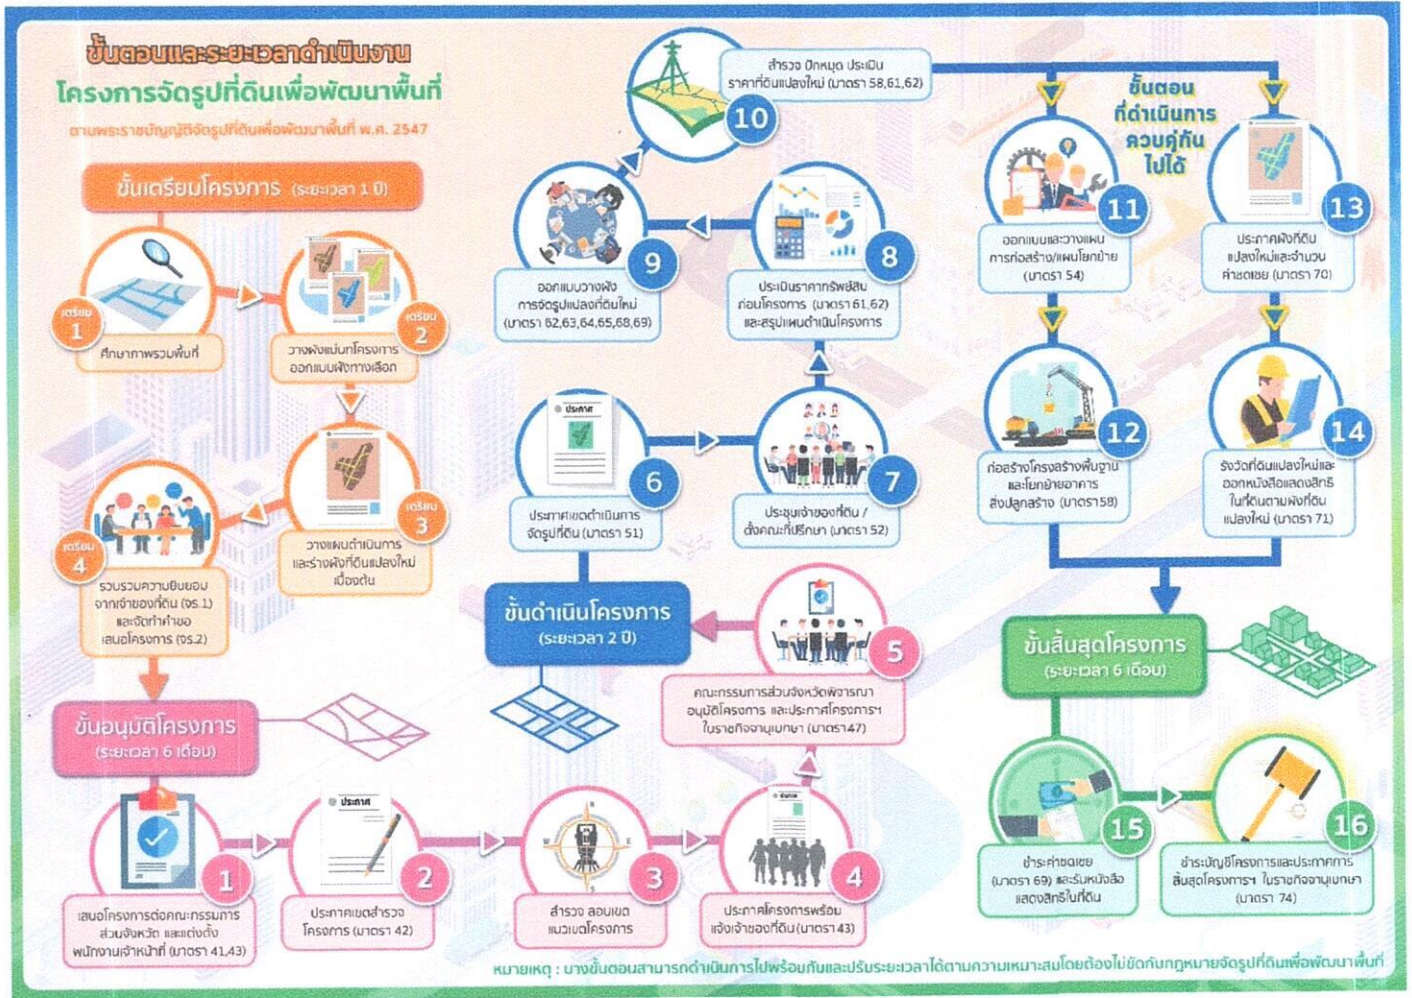 ขั้นตอนและระยะเวลาดำเนินงาน
โครงการจัดรูปที่ดินเพื่อพัฒนาพื้นที่
ตามพระราชบัญญัติจัดรูปที่ดินเพื่อพัฒนาพื้นที่ พ.ศ. 2547
ขั้นเตรียมโครงการ (ระยะเวลา 1 ปี)
เตรียม
1
ศึกษาภาพรวมพื้นที่
เตรียม
2
วางผังแม่บทโครงการ
ออกแบบผังทางเลือก
เตรียม
3
วางแผนดำเนินการ
และร่างผังที่ดินแปลงใหม่
เบื้องต้น
เตรียม
4
รวบรวมความยินยอม
จากเจ้าของที่ดิน (จร.1)
และจัดทำคำขอ
เสนอโครงการ (จร.2)
ขั้นอนุมัติโครงการ
(ระยะเวลา 6 เดือน)
1
เสนอโครงการต่อคณะกรรมการ
ส่วนจังหวัด และแต่งตั้ง
พนักงานเจ้าหน้าที่ (มาตรา 41,43)
ประกาศ
2
ประกาศเขตสำรวจ
โครงการ (มาตรา 42)
N
W
E
S
3
สำรวจ สอบเขต
แนวเขตโครงการ
ประกาศ
4
ประกาศโครงการพร้อม
แจ้งเจ้าของที่ดิน (มาตรา 43)
5
คณะกรรมการส่วนจังหวัดพิจารณา
อนุมัติโครงการ และประกาศโครงการฯ
ในราชกิจจานุเบกษา (มาตรา47)
ขั้นดำเนินโครงการ
(ระยะเวลา 2 ปี)
ประกาศ
6
ประกาศเขตดำเนินการ
จัดรูปที่ดิน (มาตรา 51)
7
ประชุมเจ้าของที่ดิน /
ตั้งคณะที่ปรึกษา (มาตรา 52)
8
ประเมินราคาทรัพย์สิน
ก่อนโครงการ (มาตรา 61,62)
และสรุปแผนดำเนินโครงการ
9
ออกแบบวางผัง
การจัดรูปแปลงที่ดินใหม่
(มาตรา 62,63,64,65,68,69)
10
สำรวจ ปักหมุด ประเมิน
ราคาที่ดินแปลงใหม่ (มาตรา 58,61,62)
ขั้นตอน
ที่ดำเนินการ
ควบคู่กัน
ไปได้
11
ออกแบบและวางแผน
การก่อสร้าง/แผนโยกย้าย
(มาตรา 54)
12
ก่อสร้างโครงสร้างพื้นฐาน
และโยกย้ายอาคาร
สิ่งปลูกสร้าง (มาตรา58)
13
ประกาศผังที่ดิน
แปลงใหม่และจำนวน
ค่าชดเชย (มาตรา 70)
14
รังวัดที่ดินแปลงใหม่และ
ออกหนังสือแสดงสิทธิ
ในที่ดินตามผังที่ดิน
แปลงใหม่ (มาตรา 71)
ขั้นสิ้นสุดโครงการ
(ระยะเวลา 6 เดือน)
15
ชำระค่าชดเชย
(มาตรา 69) และรับหนังสือ
แสดงสิทธิในที่ดิน
16
ชำระบัญชีโครงการและประกาศการ
สิ้นสุดโครงการฯ ในราชกิจจานุเบกษา
(มาตรา 74)
หมายเหตุ : บางขั้นตอนสามารถดำเนินการไปพร้อมกันและปรับระยะเวลาได้ตามความเหมาะสมโดยต้องไม่ขัดกับกฎหมายจัดรูปที่ดินเพื่อพัฒนาพื้นที่